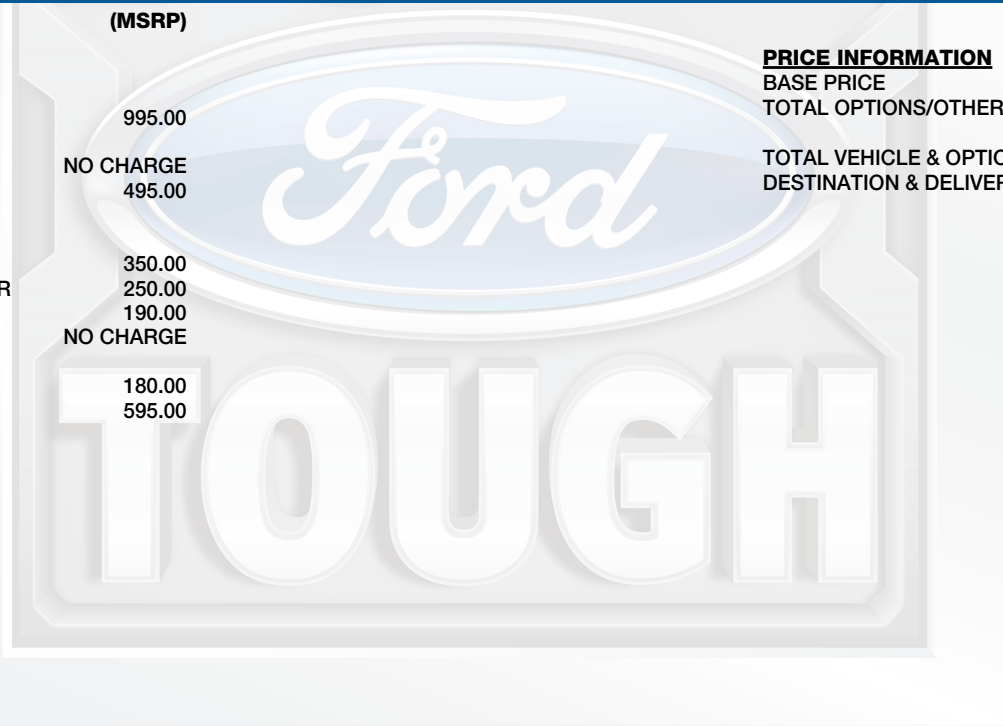 (MSRP)
995.00
NO CHARGE
495.00
350.00
R 250.00
190.00
NO CHARGE
180.00
595.00
PRICE INFORMATION
BASE PRICE
TOTAL OPTIONS/OTHER
TOTAL VEHICLE & OPTIO
DESTINATION & DELIVER
Ford
TOUGH